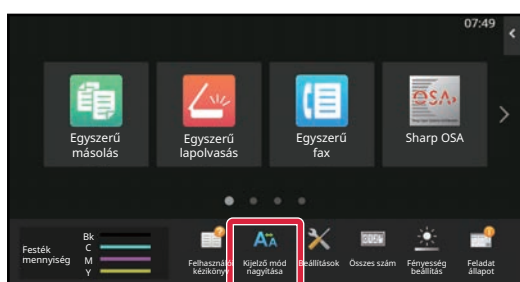 07:49
Egyszerű
másolás
Egyszerű
lapolvasás
Egyszerű
fax
OSA
Sharp OSA
Festék
mennyiség
Bk
C
M
Y
Felhasználói
kézikönyv
Kijelző mód
nagyítása
Beállítások
Összes szám
Fényesség
beállítás
Feladat
állapot